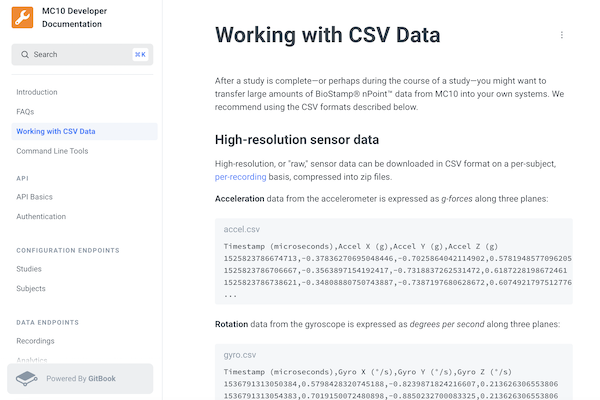 MC10 Developer
Documentation
Search
⌘K
Introduction
FAQs
Working with CSV Data
Command Line Tools
API
API Basics
Authentication
CONFIGURATION ENDPOINTS
Studies
Subjects
DATA ENDPOINTS
Recordings
Analytics
Powered By GitBook
Working with CSV Data
After a study is complete—or perhaps during the course of a study—you might want to
transfer large amounts of BioStamp® nPoint™ data from MC10 into your own systems. We
recommend using the CSV formats described below.
High-resolution sensor data
High-resolution, or "raw," sensor data can be downloaded in CSV format on a per-subject,
per-recording basis, compressed into zip files.
Acceleration data from the accelerometer is expressed as g-forces along three planes:
accel.csv
Timestamp (microseconds),Accel X (g),Accel Y (g),Accel Z (g)
1525823786674713,-0.37836270695048446,-0.7025864042114902,0.5781948577096205
1525823786706667,-0.3563897154192417,-0.7318837262531472,0.6187228198672461
1525823786738621,-0.34808880750743887,-0.7387197680628672,0.6074921797512776
...
Rotation data from the gyroscope is expressed as degrees per second along three planes:
gyro.csv
Timestamp (microseconds),Gyro X (°/s),Gyro Y (°/s),Gyro Z (°/s)
1536791313050384,0.5798428320745188,-0.8239871824216607,0.213626306553806
1536791313054383,0.7019150072480898,-0.8850232700083325,0.213626306553806